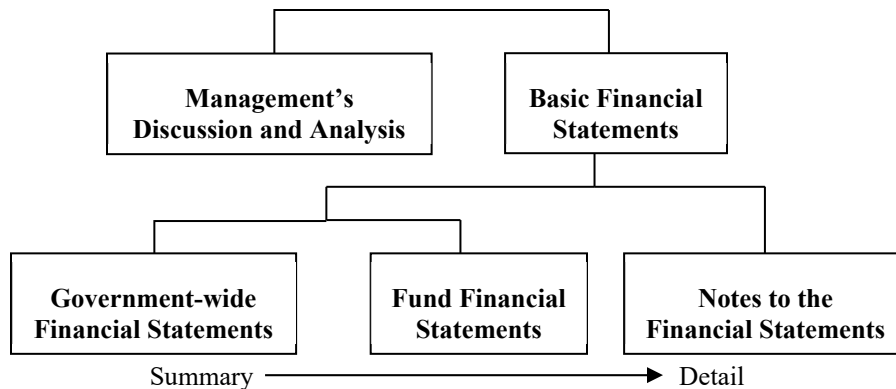 Management’s
Discussion and Analysis
Basic Financial
Statements
Government-wide
Financial Statements
Fund Financial
Statements
Notes to the
Financial Statements
Summary
Detail